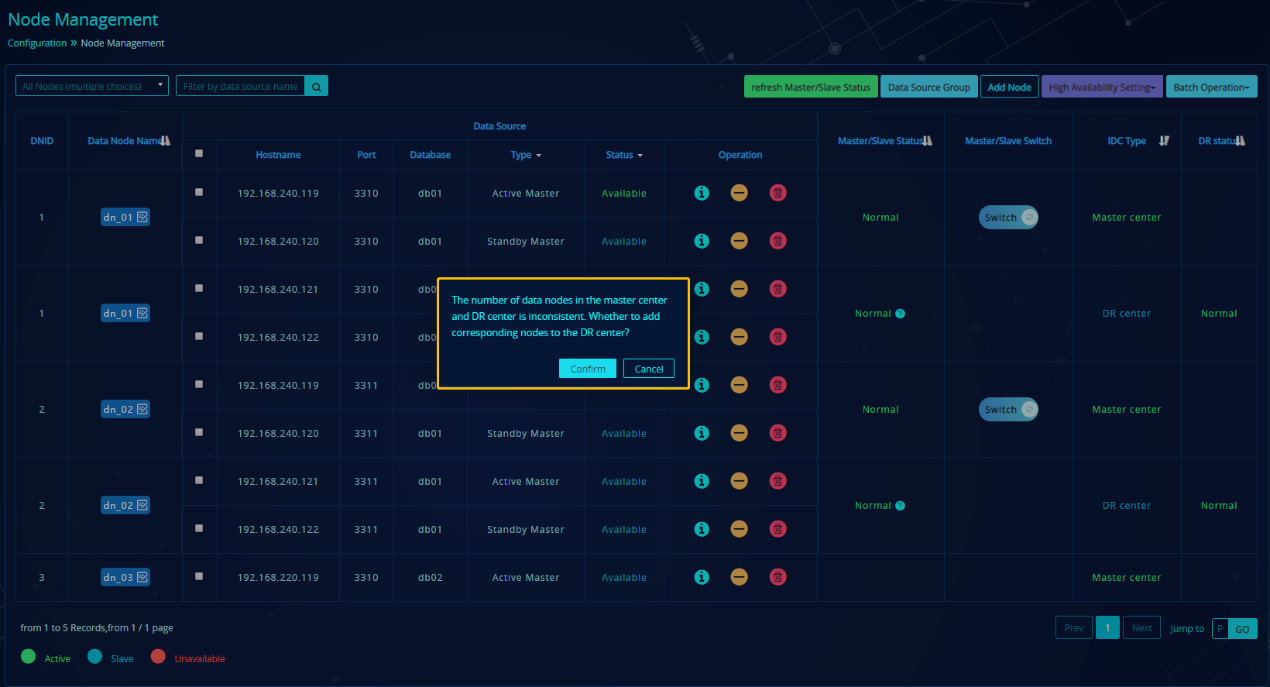 Node Management
Configuration » Node Management
All Nodes (multiple choices)
Filter by data source name
refresh Master/Slave Status
Data Source Group
Add Node
High Availability Setting
Batch Operation
DNID
Data Node Name
Data Source
Master/Slave Status
Master/Slave Switch
IDC Type
DR status
Hostname Port Database Type Status Operation
192.168.240.119 3310 db01 Active Master Available
1 dn_01 Normal Switch Master center
192.168.240.120 3310 db01 Standby Master Available
192.168.240.121 3310 db0
1 dn_01 Normal ? DR center Normal
192.168.240.122 3310
The number of data nodes in the master center
and DR center is inconsistent. Whether to add
corresponding nodes to the DR center?
Confirm Cancel
192.168.240.119 3311 db0
2 dn_02 Normal Switch Master center
192.168.240.120 3311 db01 Standby Master Available
192.168.240.121 3311 db01 Active Master Available
2 dn_02 Normal ? DR center Normal
192.168.240.122 3311 db01 Standby Master Available
3 dn_03 192.168.220.119 3310 db02 Active Master Available Master center
from 1 to 5 Records,from 1 / 1 page
Prev 1 Next Jump to P GO
Active Slave Unavailable